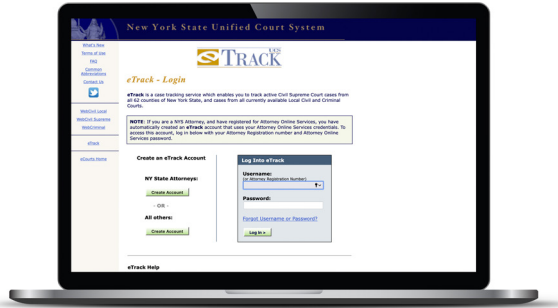 New York State Unified Court System
What's New
Terms of Use
FAQ
Common
Abbreviations
Contact Us
WebCivil Local
WebCivil Supreme
WebCriminal
eTrack
eCourts Home
UCS
eTrack
eTrack - Login
eTrack is a case tracking service which enables you to track active Civil Supreme Court cases from
all 62 counties of New York State, and cases from all currently available Local Civil and Criminal
Courts.
NOTE: If you are a NYS Attorney, and have registered for Attorney Online Services, you have
automatically created an eTrack account that uses your Attorney Online Services credentials. To
access this account, log in below with your Attorney Registration number and Attorney Online
Services password.
Create an eTrack Account
NY State Attorneys:
Create Account
- OR -
All others:
Create Account
Log Into eTrack
Username:
(or Attorney Registration Number)
Password:
Forgot Username or Password?
Log In »
eTrack Help